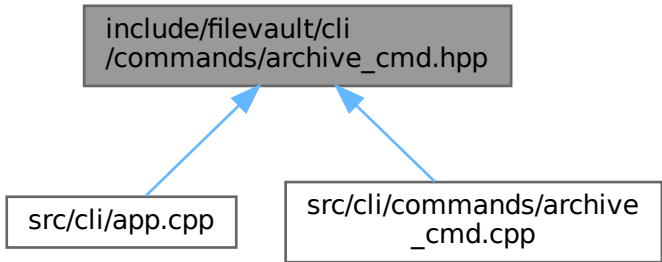 include/filevault/cli
/commands/archive_cmd.hpp
src/cli/app.cpp
src/cli/commands/archive
_cmd.cpp